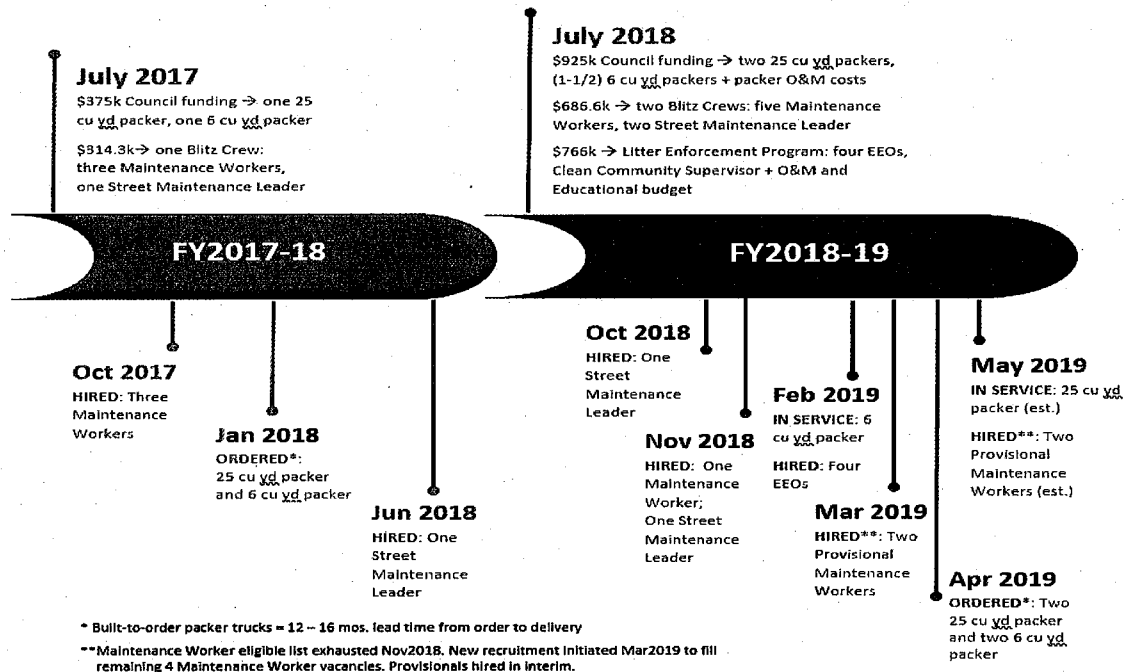 July 2017
$375k Council funding → one 25
cu yd packer, one 6 cu yd packer
$314.3k→ one Blitz Crew:
three Maintenance Workers,
one Street Maintenance Leader
July 2018
$925k Council funding → two 25 cu yd packers,
(1-1/2) 6 cu yd packers + packer O&M costs
$686.6k → two Blitz Crews: five Maintenance
Workers, two Street Maintenance Leader
$766k → Litter Enforcement Program: four EEOs,
Clean Community Supervisor + O&M and
Educational budget
FY2017-18
FY2018-19
Oct 2017
HIRED: Three
Maintenance
Workers
Jan 2018
ORDERED*:
25 cu yd packer
and 6 cu yd packer
Jun 2018
HIRED: One
Street
Maintenance
Leader
Oct 2018
HIRED: One
Street
Maintenance
Leader
Nov 2018
HIRED: One
Maintenance
Worker;
One Street
Maintenance
Leader
Feb 2019
IN SERVICE: 6
cu yd packer
HIRED: Four
EEOs
Mar 2019
HIRED**: Two
Provisional
Maintenance
Workers
Apr 2019
ORDERED*: Two
25 cu yd packer
and two 6 cu yd
packer
May 2019
IN SERVICE: 25 cu yd
packer (est.)
HIRED**: Two
Provisional
Maintenance
Workers (est.)
* Built-to-order packer trucks = 12 – 16 mos. lead time from order to delivery
**Maintenance Worker eligible list exhausted Nov2018. New recruitment initiated Mar2019 to fill
remaining 4 Maintenance Worker vacancies. Provisionals hired in interim.